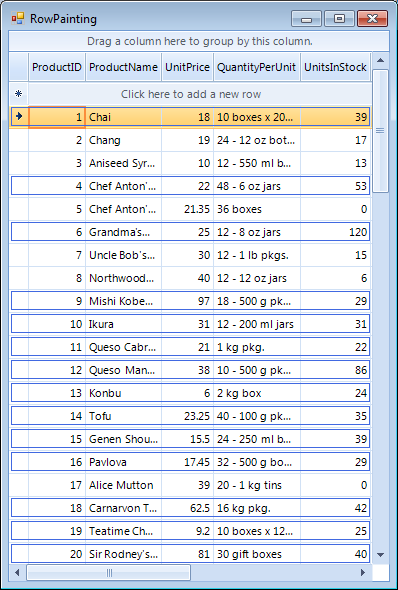 RowPainting
Drag a column here to group by this column.
ProductID ProductName UnitPrice QuantityPerUnit UnitsInStock
Click here to add a new row
1 Chai 18 10 boxes x 20... 39
2 Chang 19 24 - 12 oz bot... 17
3 Aniseed Syr... 10 12 - 550 ml b... 13
4 Chef Anton'... 22 48 - 6 oz jars 53
5 Chef Anton'... 21.35 36 boxes 0
6 Grandma's... 25 12 - 8 oz jars 120
7 Uncle Bob's... 30 12 - 1 lb pkgs. 15
8 Northwood... 40 12 - 12 oz jars 6
9 Mishi Kobe... 97 18 - 500 g pk... 29
10 Ikura 31 12 - 200 ml jars 31
11 Queso Cabr... 21 1 kg pkg. 22
12 Queso Man... 38 10 - 500 g pk... 86
13 Konbu 6 2 kg box 24
14 Tofu 23.25 40 - 100 g pk... 35
15 Genen Shou... 15.5 24 - 250 ml b... 39
16 Pavlova 17.45 32 - 500 g bo... 29
17 Alice Mutton 39 20 - 1 kg tins 0
18 Carnarvon T... 62.5 16 kg pkg. 42
19 Teatime Ch... 9.2 10 boxes x 12... 25
20 Sir Rodney's... 81 30 gift boxes 40